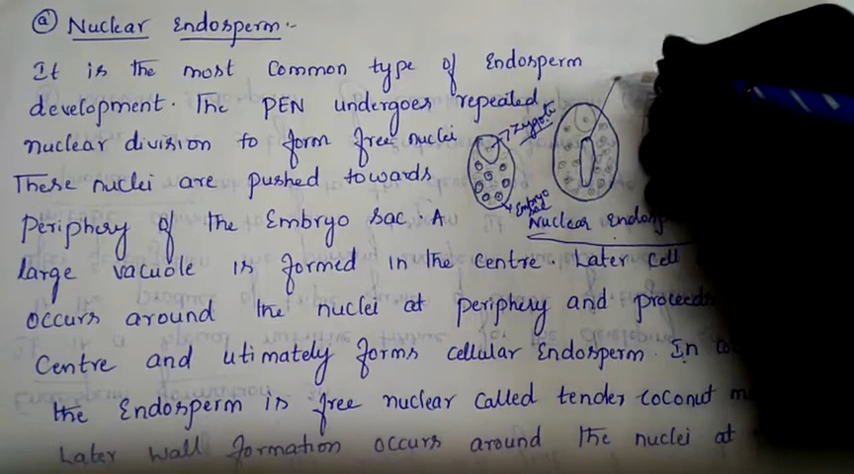 ⓐ Nuclear Endosperm :-
It is the most common type of Endosperm
development. The PEN undergoes repeated
nuclear division to form free nuclei
These nuclei are pushed towards
periphery of the Embryo sac. A
large vacuole is formed in the centre. Later cell
occurs around the nuclei at periphery and proceeds
Centre and utimately forms cellular Endosperm. In
the Endosperm is free nuclear called tender coconut
Later wall formation occurs around the nuclei at
Zygote
Embryo
sac
Nuclear